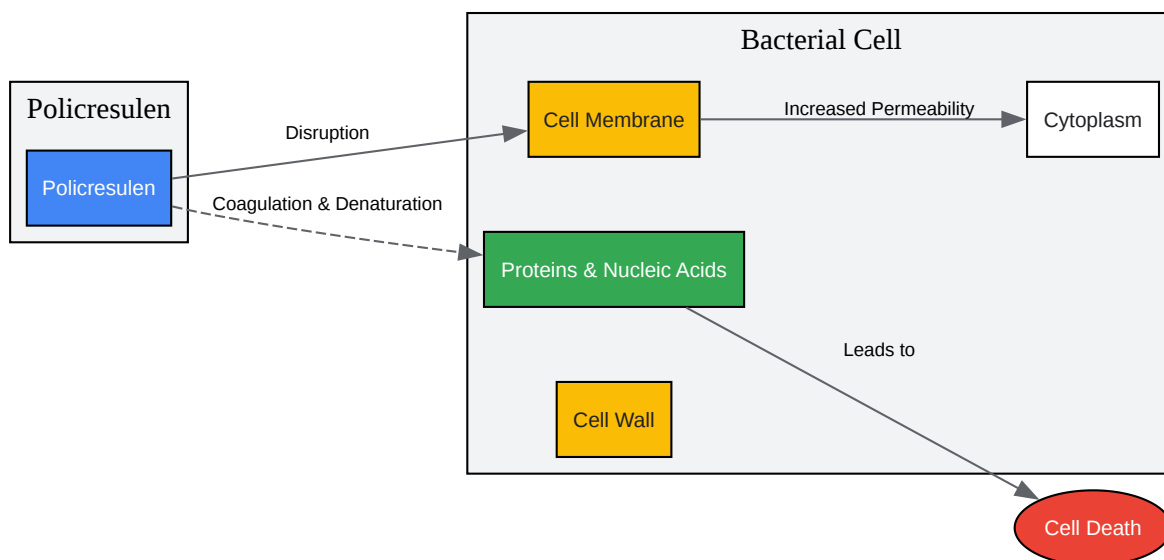 Bacterial Cell
Policresulen
Policresulen
Disruption
Coagulation & Denaturation
Cell Membrane
Increased Permeability
Cytoplasm
Proteins & Nucleic Acids
Leads to
Cell Wall
Cell Death